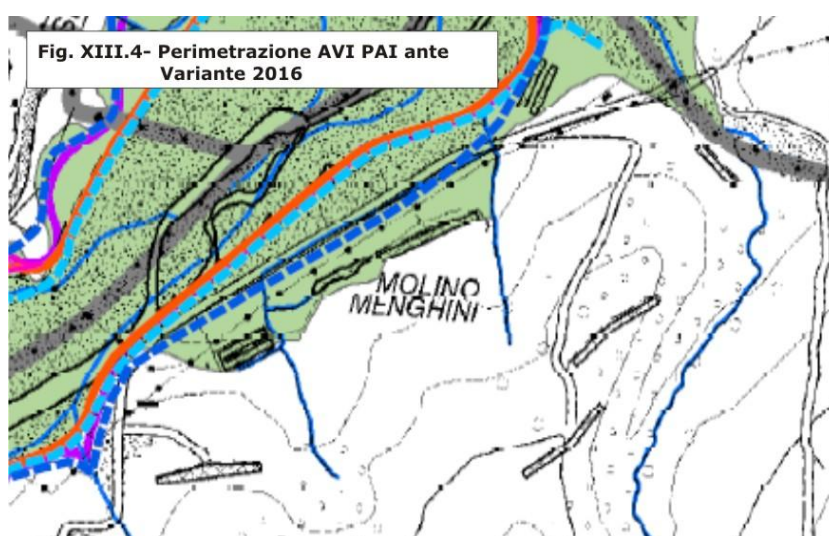 Fig. XIII.4- Perimetrazione AVI PAI ante
Variante 2016
MOLINO
MENGHINI